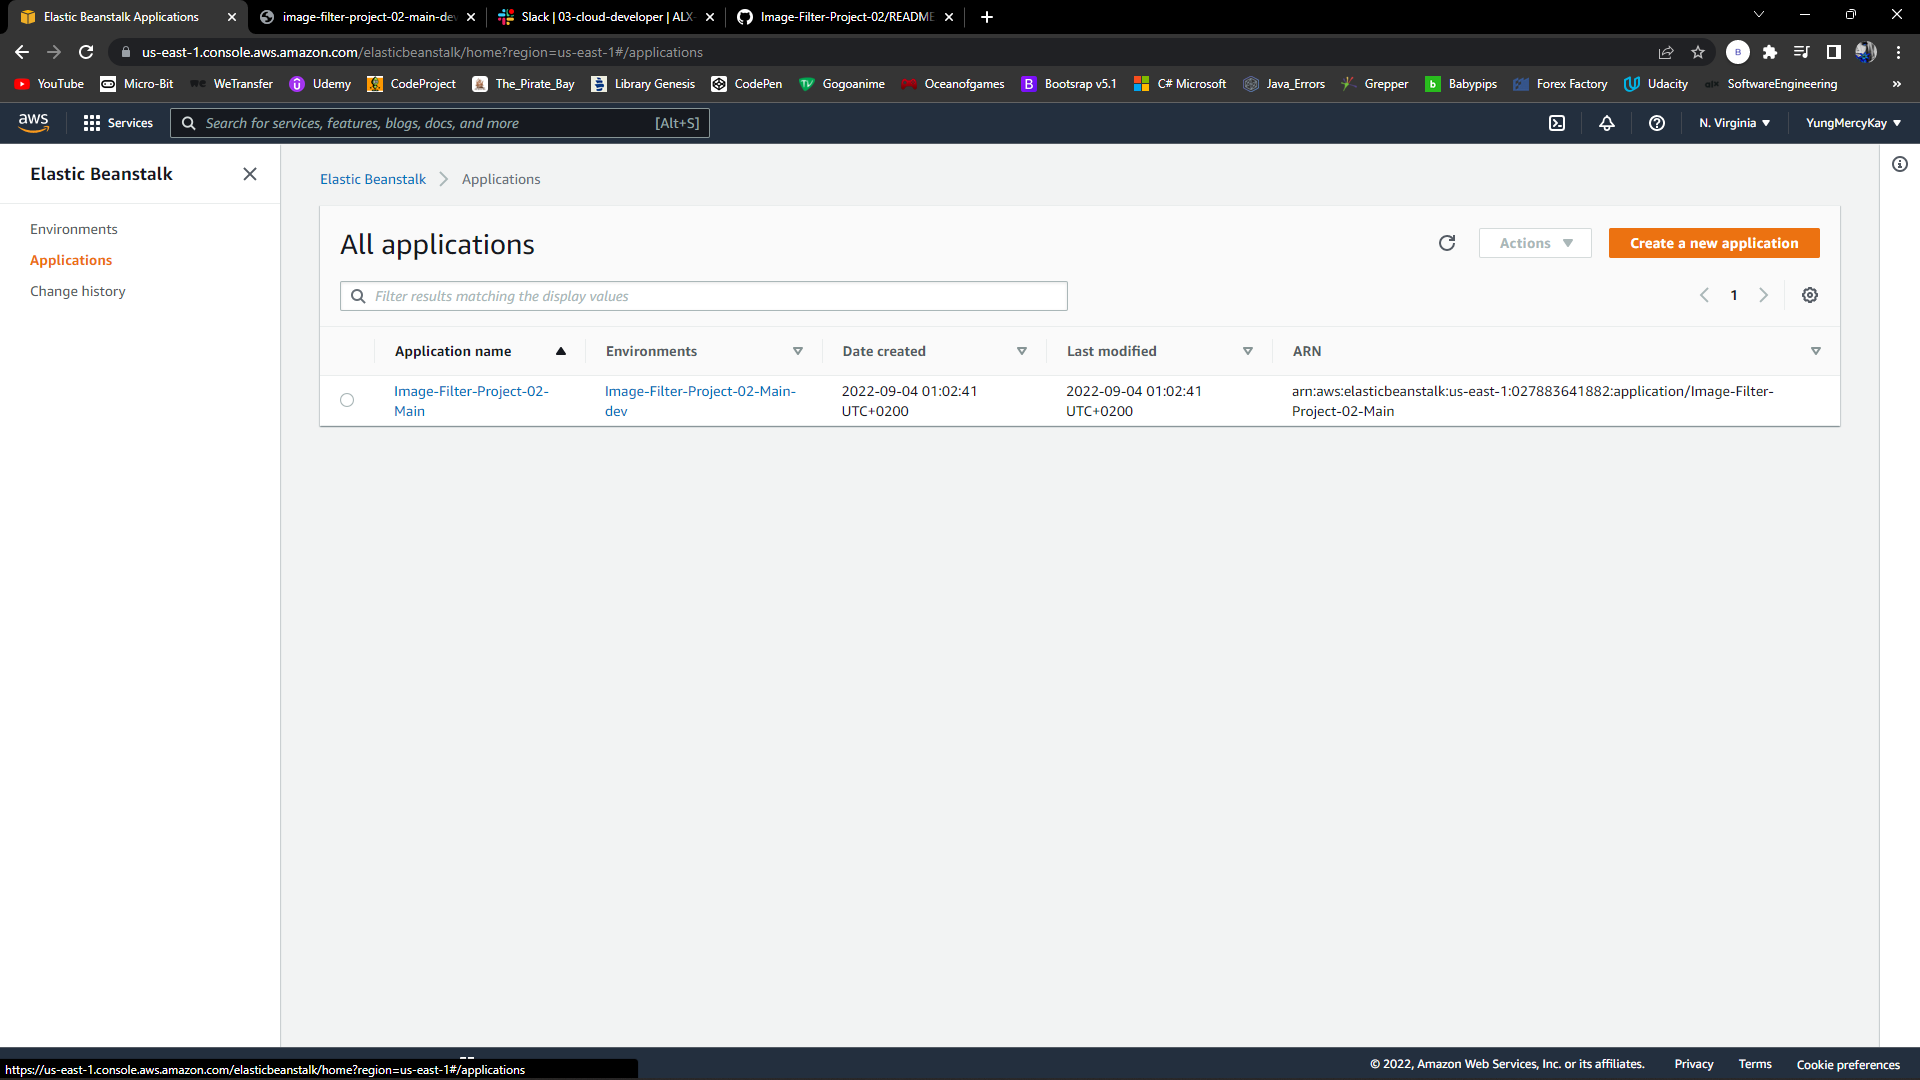 Elastic Beanstalk Applications
image-filter-project-02-main-dev
Slack | 03-cloud-developer | ALX-
Image-Filter-Project-02/README
us-east-1.console.aws.amazon.com/elasticbeanstalk/home?region=us-east-1#/applications
B
YouTube
Micro-Bit
WeTransfer
Udemy
CodeProject
The_Pirate_Bay
Library Genesis
CodePen
Gogoanime
Oceanofgames
Bootsrap v5.1
C# Microsoft
Java_Errors
Grepper
Babypips
Forex Factory
Udacity
SoftwareEngineering
»
aws
Services
Search for services, features, blogs, docs, and more
[Alt+S]
N. Virginia
YungMercyKay
Elastic Beanstalk
Environments
Applications
Change history
Elastic Beanstalk
Applications
All applications
Actions
Create a new application
Filter results matching the display values
1
Application name
Environments
Date created
Last modified
ARN
Image-Filter-Project-02-
Main
Image-Filter-Project-02-Main-
dev
2022-09-04 01:02:41
UTC+0200
2022-09-04 01:02:41
UTC+0200
arn:aws:elasticbeanstalk:us-east-1:027883641882:application/Image-Filter-
Project-02-Main
https://us-east-1.console.aws.amazon.com/elasticbeanstalk/home?region=us-east-1#/applications
© 2022, Amazon Web Services, Inc. or its affiliates.
Privacy
Terms
Cookie preferences